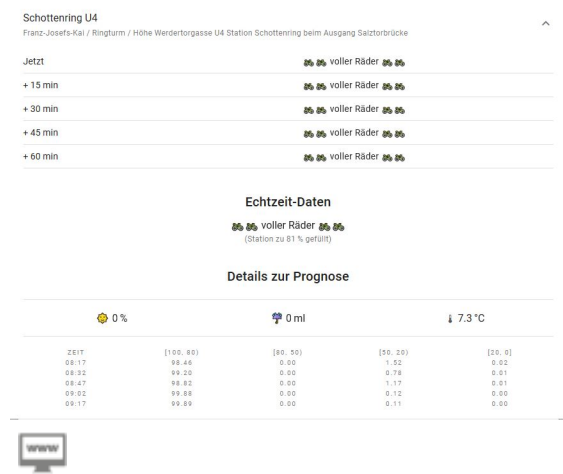 Schottenring U4
Franz-Josefs-Kai / Ringturm / Höhe Werdertorgasse U4 Station Schottenring beim Ausgang Salztorbrücke
Jetzt voller Räder
+ 15 min voller Räder
+ 30 min voller Räder
+ 45 min voller Räder
+ 60 min voller Räder
Echtzeit-Daten
voller Räder
(Station zu 81 % gefüllt)
Details zur Prognose
0 % 0 ml 7.3 °C
ZEIT [100, 80) [80, 50) [50, 20) [20, 0]
08:17 98.46 0.00 1.52 0.02
08:32 99.20 0.00 0.78 0.01
08:47 98.82 0.00 1.17 0.01
09:02 99.88 0.00 0.12 0.00
09:17 99.89 0.00 0.11 0.00
www